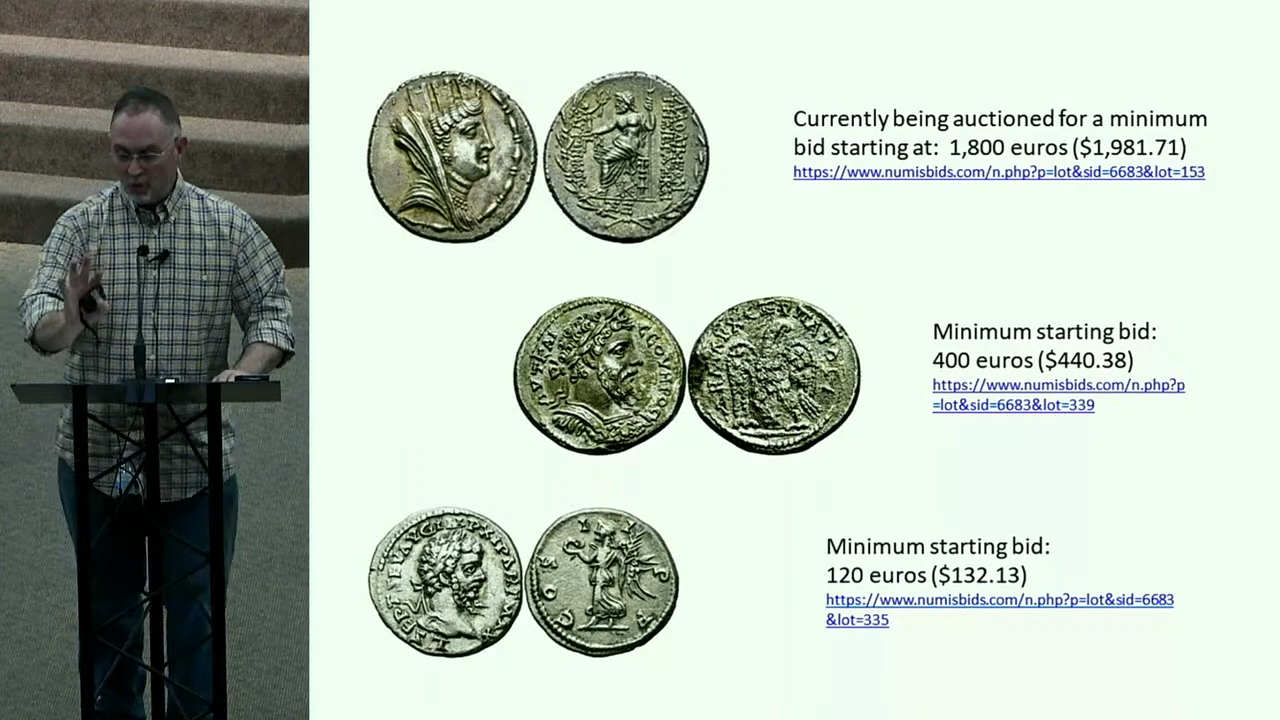 Currently being auctioned for a minimum
bid starting at:  1,800 euros ($1,981.71)
https://www.numisbids.com/n.php?p=lot&sid=6683&lot=153
Minimum starting bid:
400 euros ($440.38)
https://www.numisbids.com/n.php?p
=lot&sid=6683&lot=339
Minimum starting bid:
120 euros ($132.13)
https://www.numisbids.com/n.php?p=lot&sid=6683
&lot=335